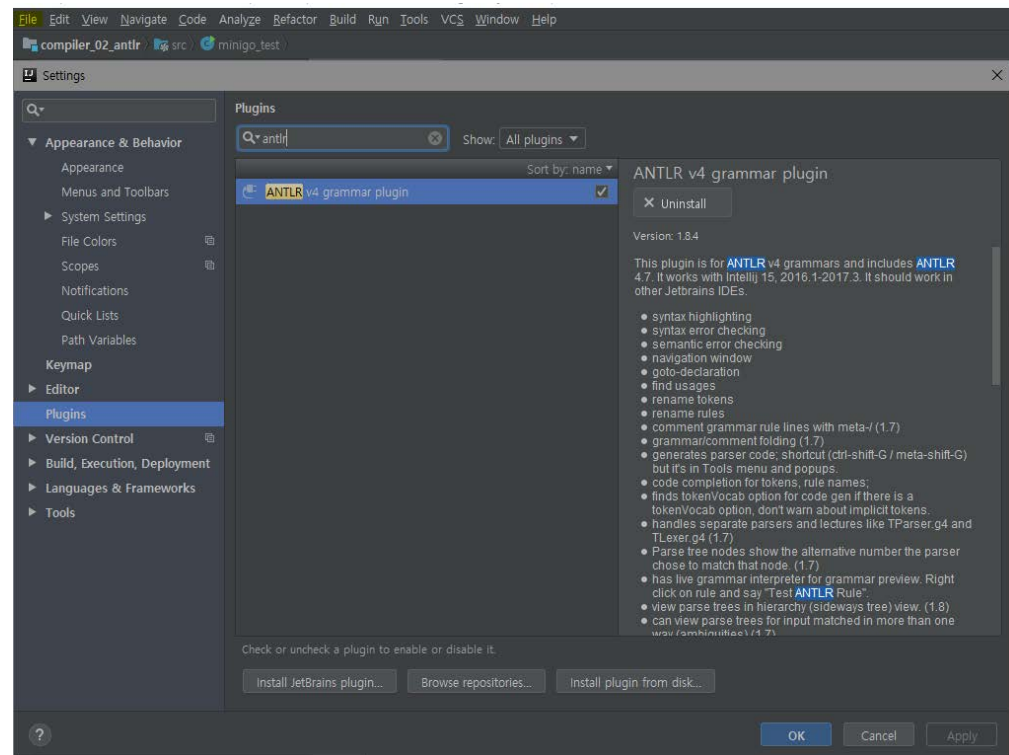 File Edit View Navigate Code Analyze Refactor Build Run Tools VCS Window Help
compiler_02_antlr src minigo_test
Settings
Plugins
antlr
Show: All plugins
Appearance & Behavior
Appearance
Menus and Toolbars
System Settings
File Colors
Scopes
Notifications
Quick Lists
Path Variables
Keymap
Editor
Plugins
Version Control
Build, Execution, Deployment
Languages & Frameworks
Tools
Sort by: name
ANTLR v4 grammar plugin
ANTLR v4 grammar plugin
Uninstall
Version: 1.8.4
This plugin is for ANTLR v4 grammars and includes ANTLR
4.7. It works with Intellij 15, 2016.1-2017.3. It should work in
other Jetbrains IDEs.
syntax highlighting
syntax error checking
semantic error checking
navigation window
goto-declaration
find usages
rename tokens
rename rules
comment grammar rule lines with meta-/ (1.7)
grammar/comment folding (1.7)
generates parser code; shortcut (ctrl-shift-G / meta-shift-G)
but it's in Tools menu and popups.
code completion for tokens, rule names;
finds tokenVocab option for code gen if there is a
tokenVocab option, don't warn about implicit tokens.
handles separate parsers and lectures like TParser.g4 and
TLexer.g4 (1.7)
Parse tree nodes show the alternative number the parser
chose to match that node. (1.7)
has live grammar interpreter for grammar preview. Right
click on rule and say "Test ANTLR Rule".
view parse trees in hierarchy (sideways tree) view. (1.8)
can view parse trees for input matched in more than one
way (ambiguities) (1.7)
Check or uncheck a plugin to enable or disable it.
Install JetBrains plugin... Browse repositories... Install plugin from disk...
? OK Cancel Apply